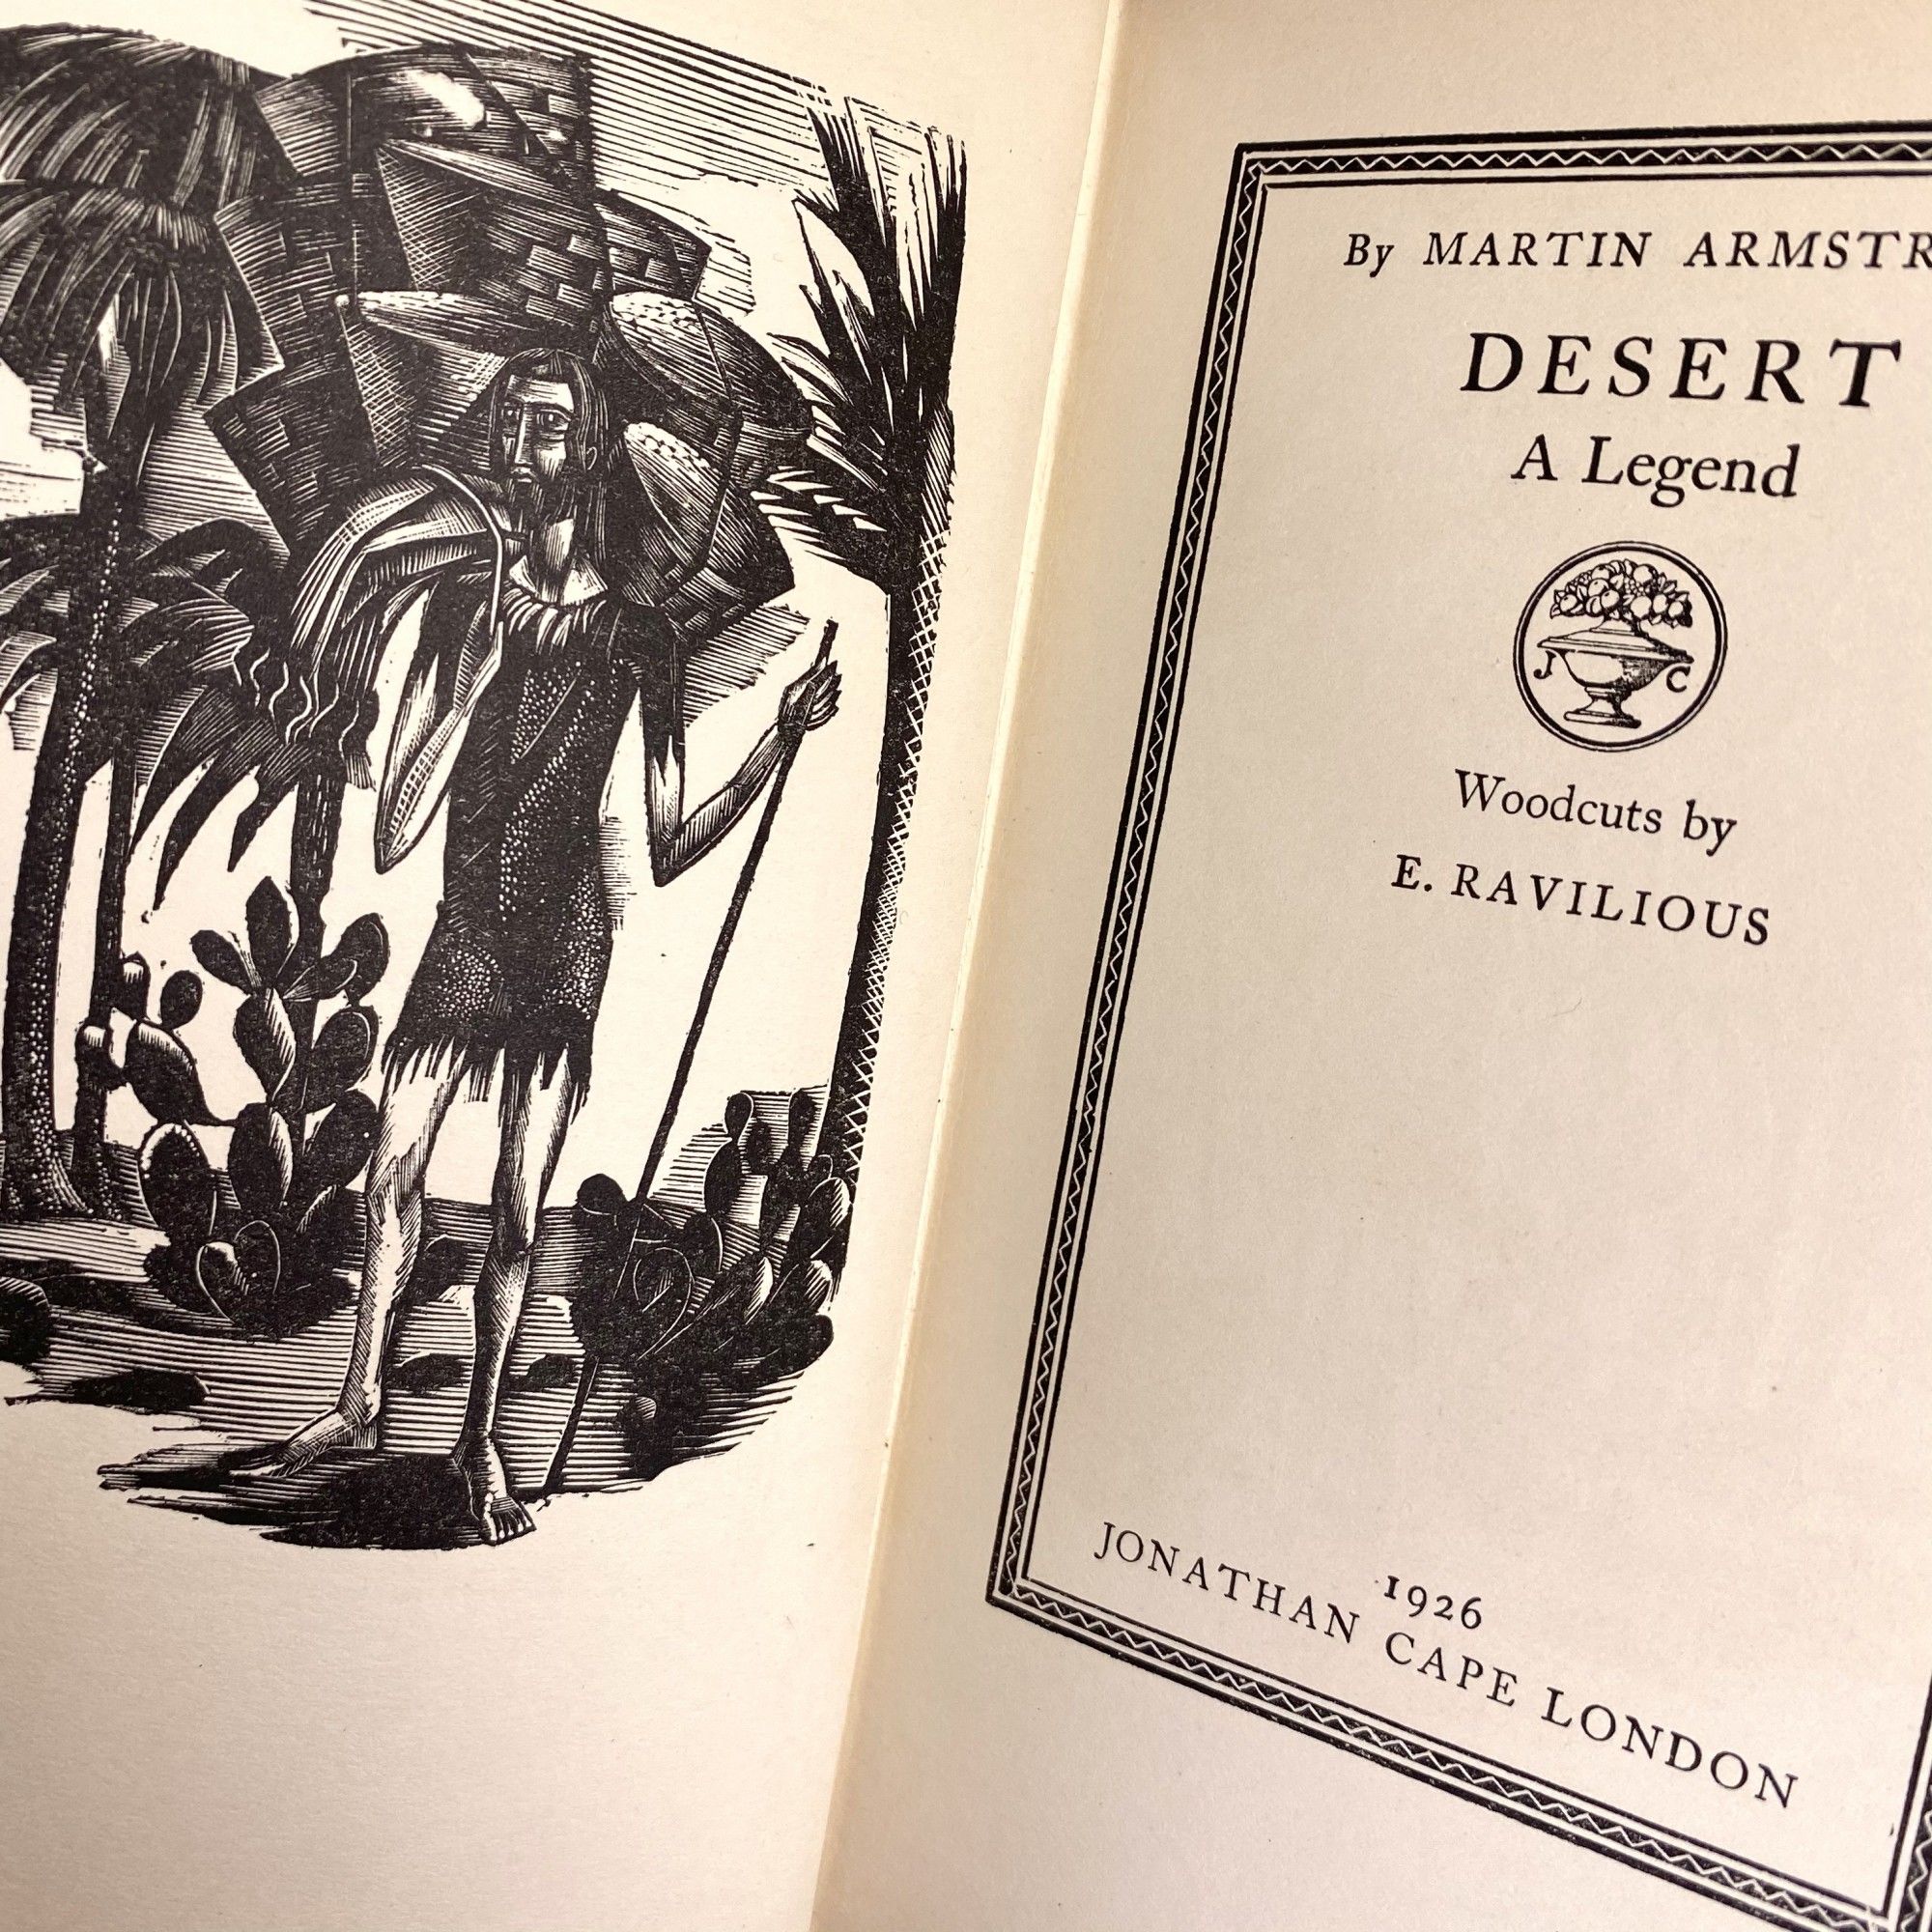 By MARTIN ARMSTR
DESERT
A Legend
J C
Woodcuts by
E. RAVILIOUS
1926
JONATHAN CAPE LONDON